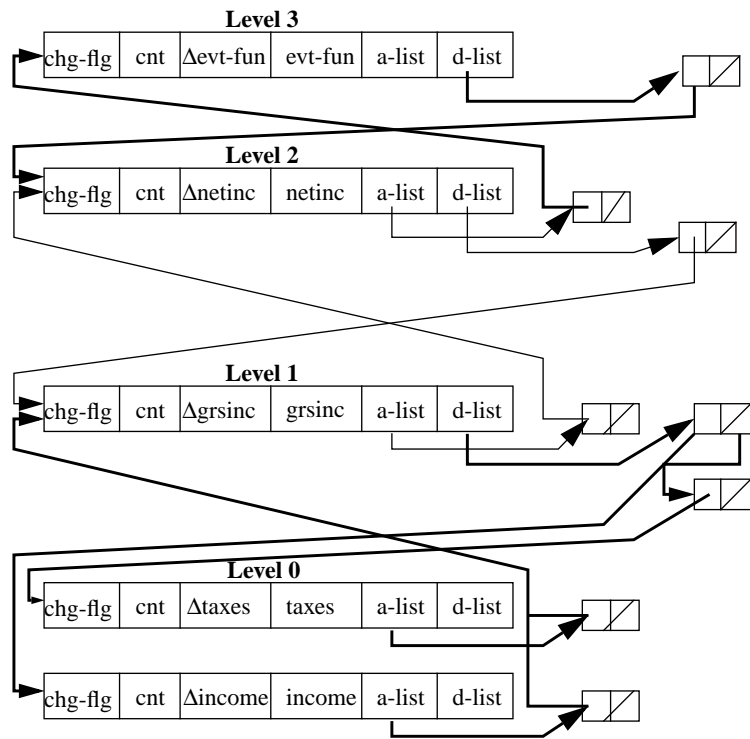 Level 3
chg-flg cnt Δevt-fun evt-fun a-list d-list
Level 2
chg-flg cnt Δnetinc netinc a-list d-list
Level 1
chg-flg cnt Δgrsinc grsinc a-list d-list
Level 0
chg-flg cnt Δtaxes taxes a-list d-list
chg-flg cnt Δincome income a-list d-list